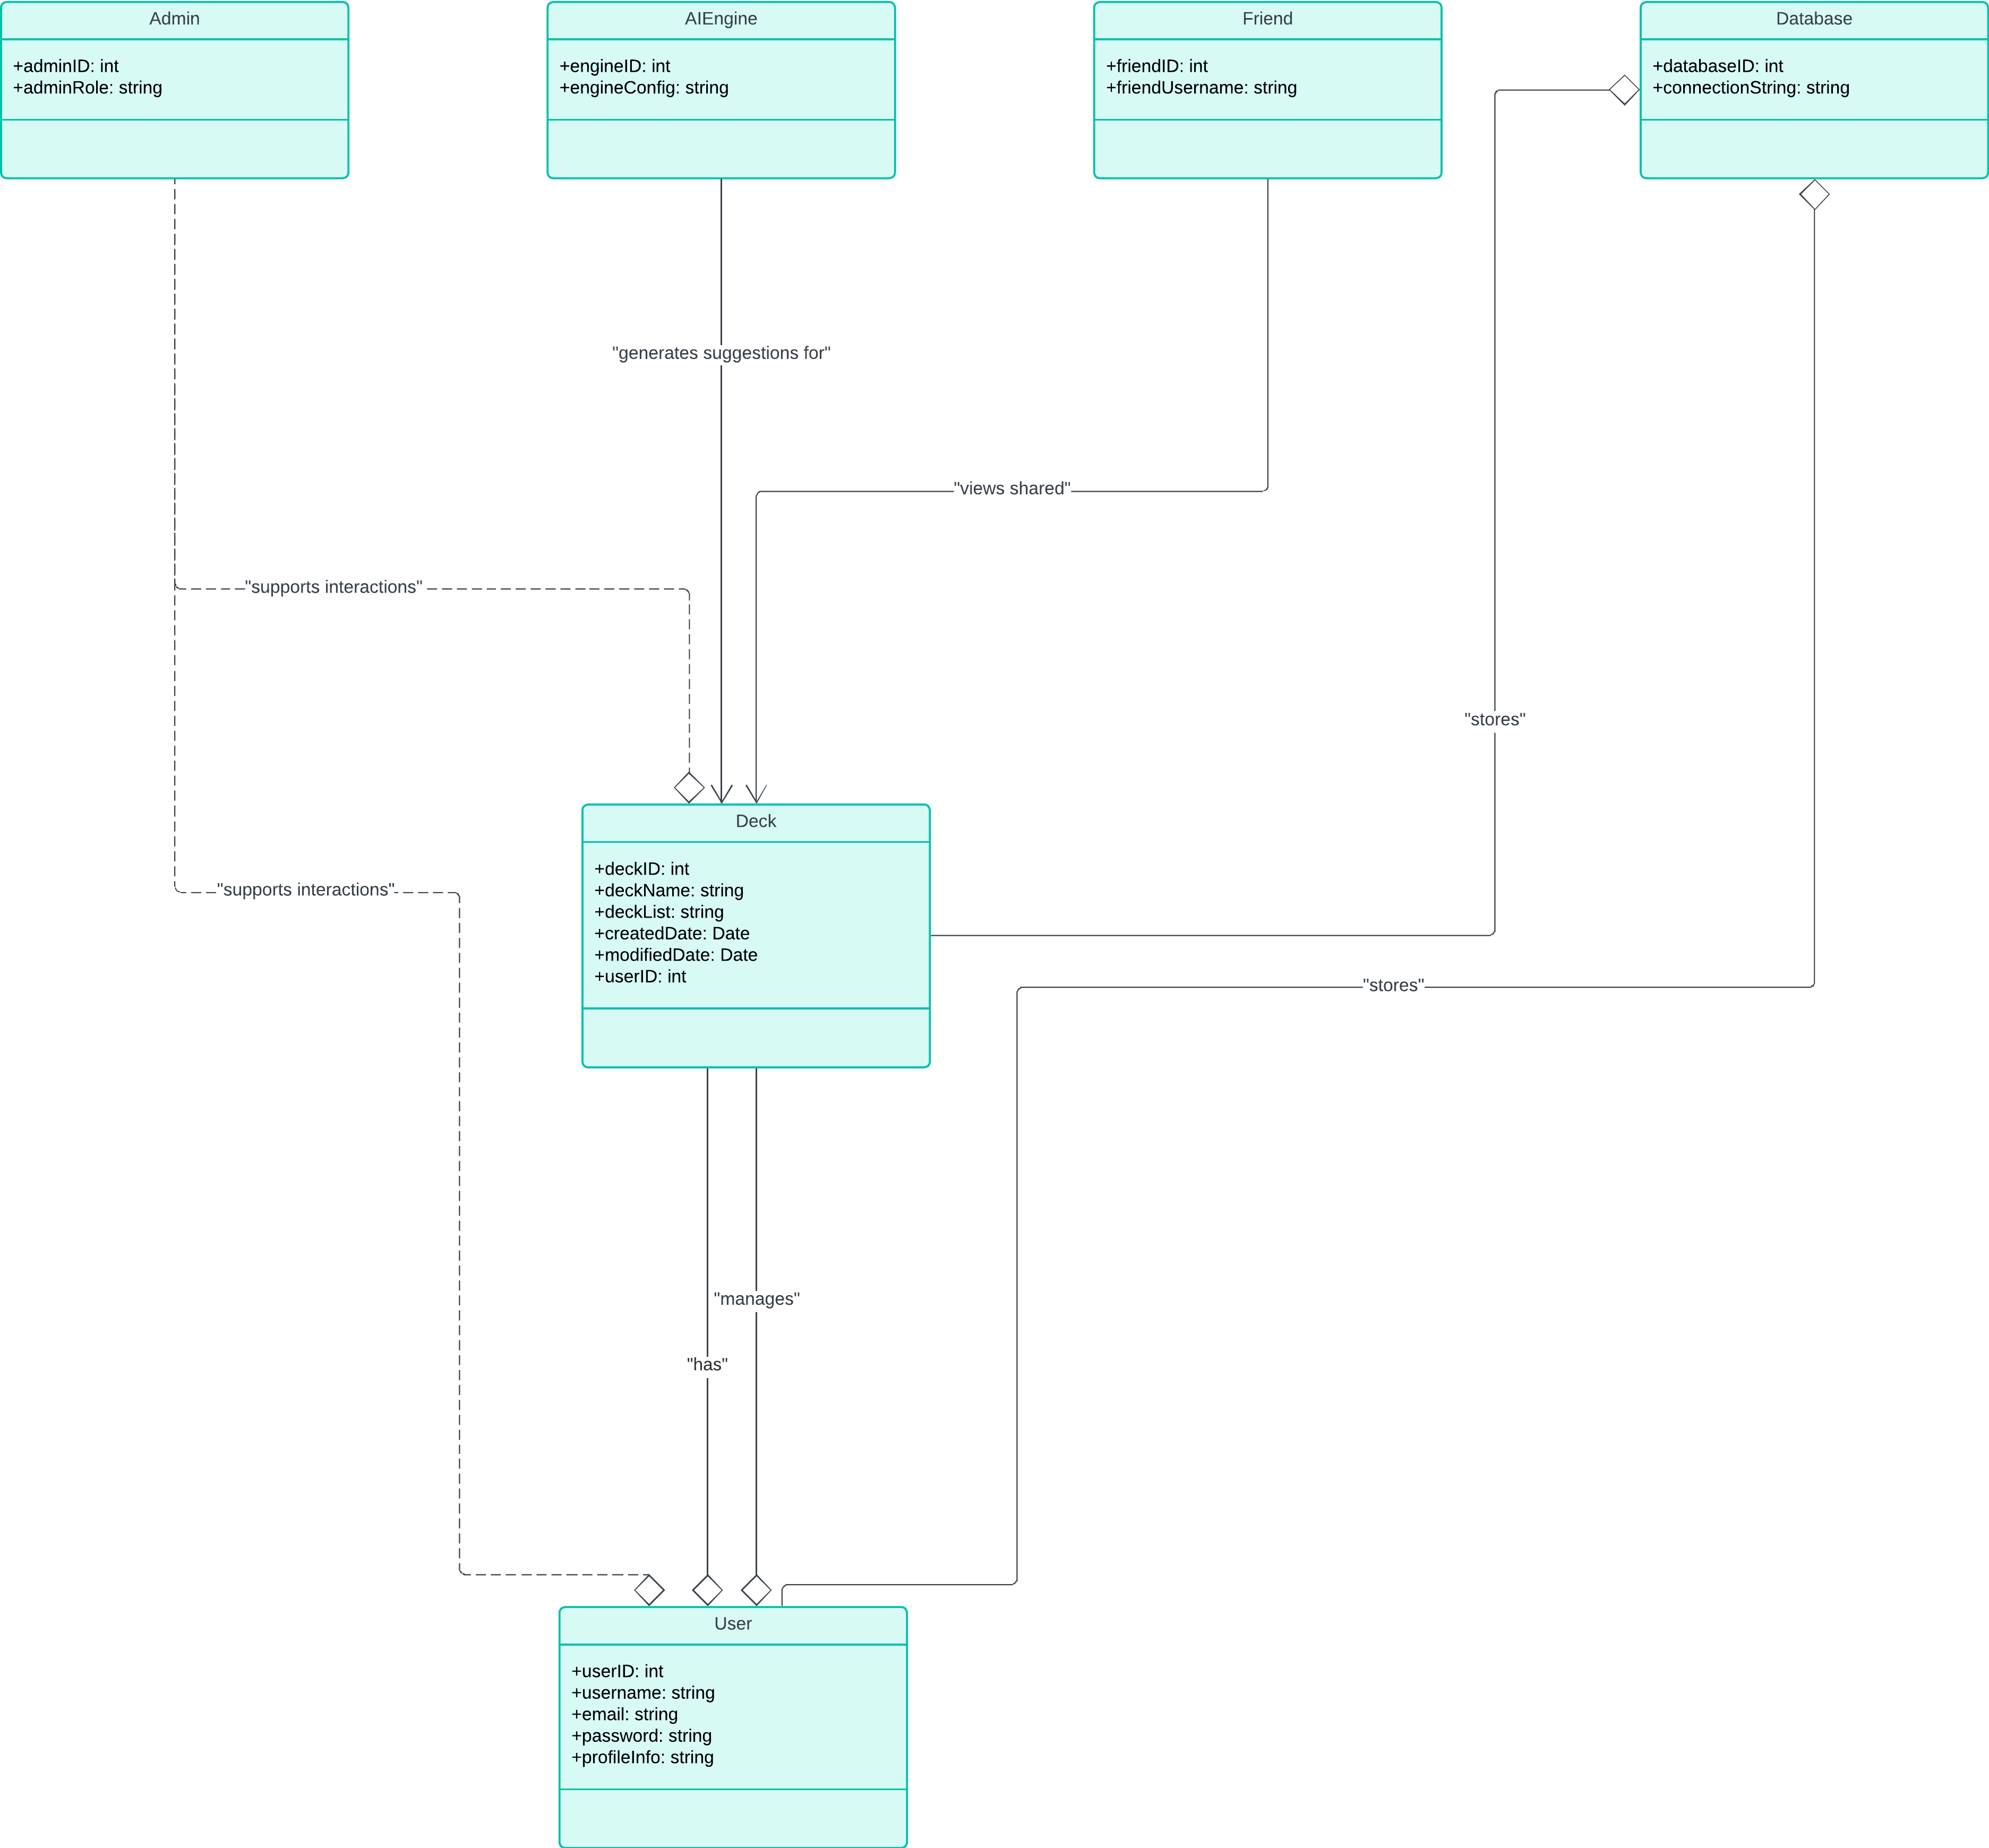 Admin
+adminID: int
+adminRole: string
AIEngine
+engineID: int
+engineConfig: string
Friend
+friendID: int
+friendUsername: string
Database
+databaseID: int
+connectionString: string
"generates suggestions for"
"views shared"
"supports interactions"
"stores"
Deck
+deckID: int
+deckName: string
+deckList: string
+createdDate: Date
+modifiedDate: Date
+userID: int
"supports interactions"
"stores"
"manages"
"has"
User
+userID: int
+username: string
+email: string
+password: string
+profileInfo: string